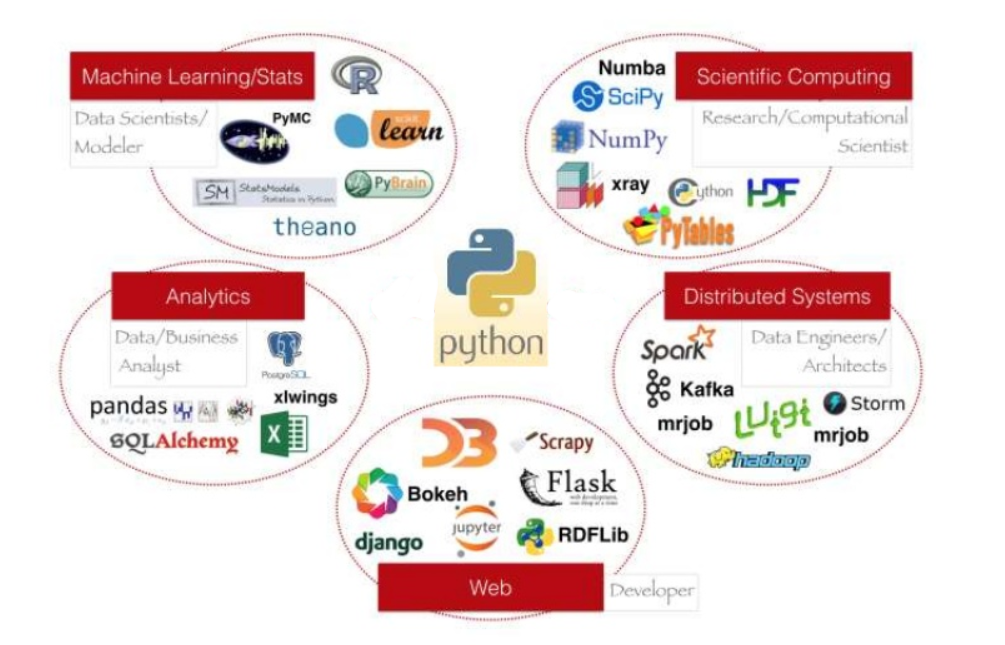 Machine Learning/Stats
Data Scientists/
Modeler
R
PyMC
scikit
learn
SM StatsModels
Statistics in Python
PyBrain
theano
Scientific Computing
Research/Computational
Scientist
Numba
SciPy
NumPy
xray
Cython
HDF
PyTables
python
Analytics
Data/Business
Analyst
PostgreSQL
pandas
xlwings
SQLAlchemy
X
Distributed Systems
Data Engineers/
Architects
Spark
Kafka
mrjob
Luigi
Storm
mrjob
hadoop
D3
Scrapy
Bokeh
Flask
web development,
one drop at a time
django
jupyter
RDFLib
Web
Developer